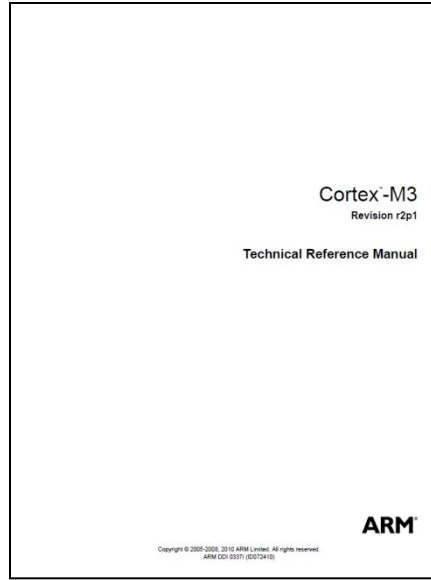 Cortex™-M3
Revision r2p1
Technical Reference Manual
ARM®
Copyright © 2005-2008, 2010 ARM Limited. All rights reserved.
ARM DDI 0337I (ID072410)